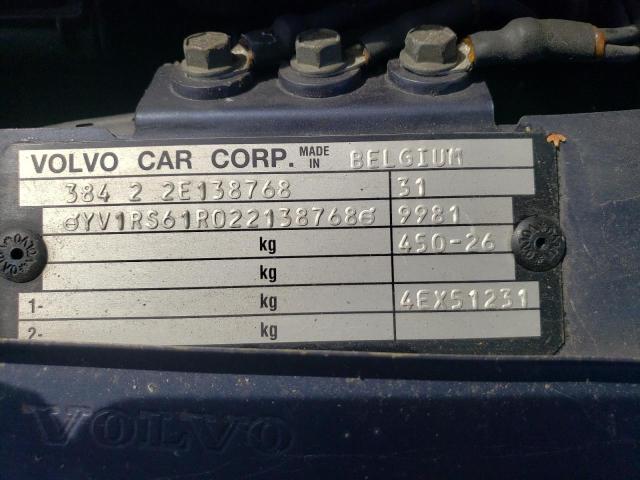 VOLVO CAR CORP. MADE IN BELGIUM
384 2 2E138768 31
YV1RS61R022138768 9981
kg 450-26
kg
1- kg 4EX51231
2- kg
VOLVO